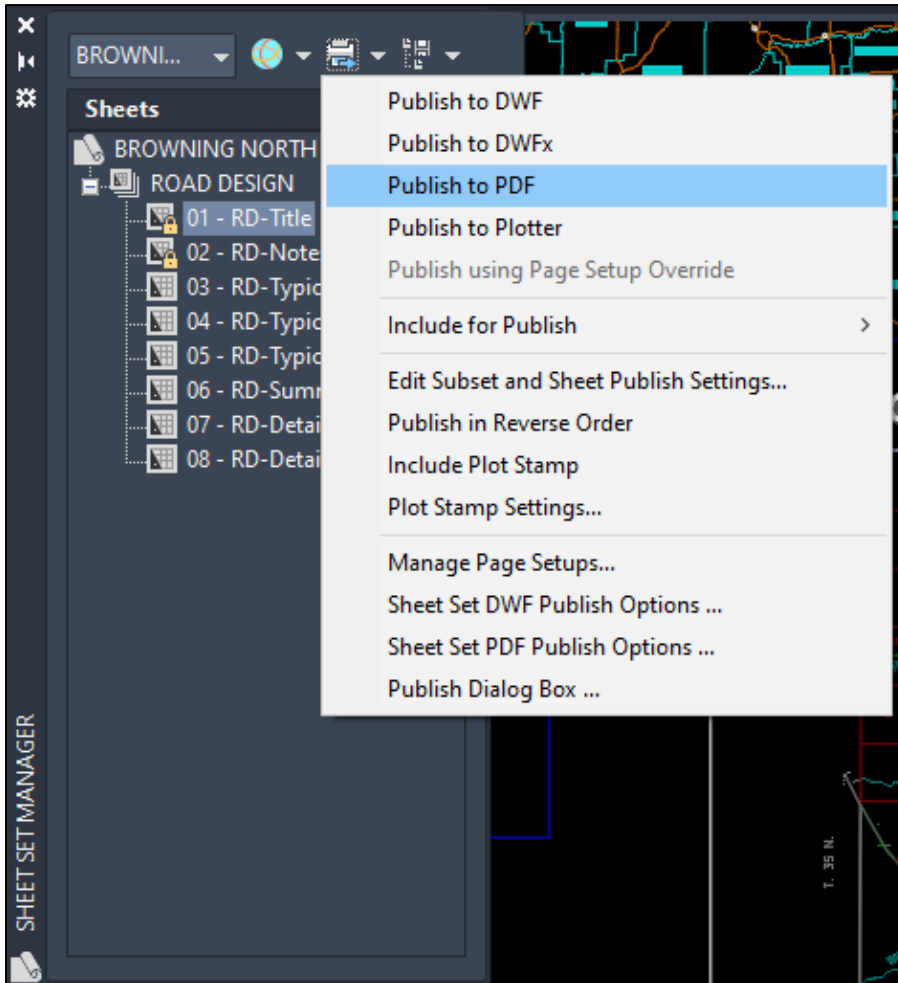 BROWNI...
Sheets
BROWNING NORTH
ROAD DESIGN
01 - RD-Title
02 - RD-Note
03 - RD-Typic
04 - RD-Typic
05 - RD-Typic
06 - RD-Sum
07 - RD-Detai
08 - RD-Detai
Publish to DWF
Publish to DWFx
Publish to PDF
Publish to Plotter
Publish using Page Setup Override
Include for Publish
Edit Subset and Sheet Publish Settings...
Publish in Reverse Order
Include Plot Stamp
Plot Stamp Settings...
Manage Page Setups...
Sheet Set DWF Publish Options ...
Sheet Set PDF Publish Options ...
Publish Dialog Box ...
SHEET SET MANAGER
T. 35 N.